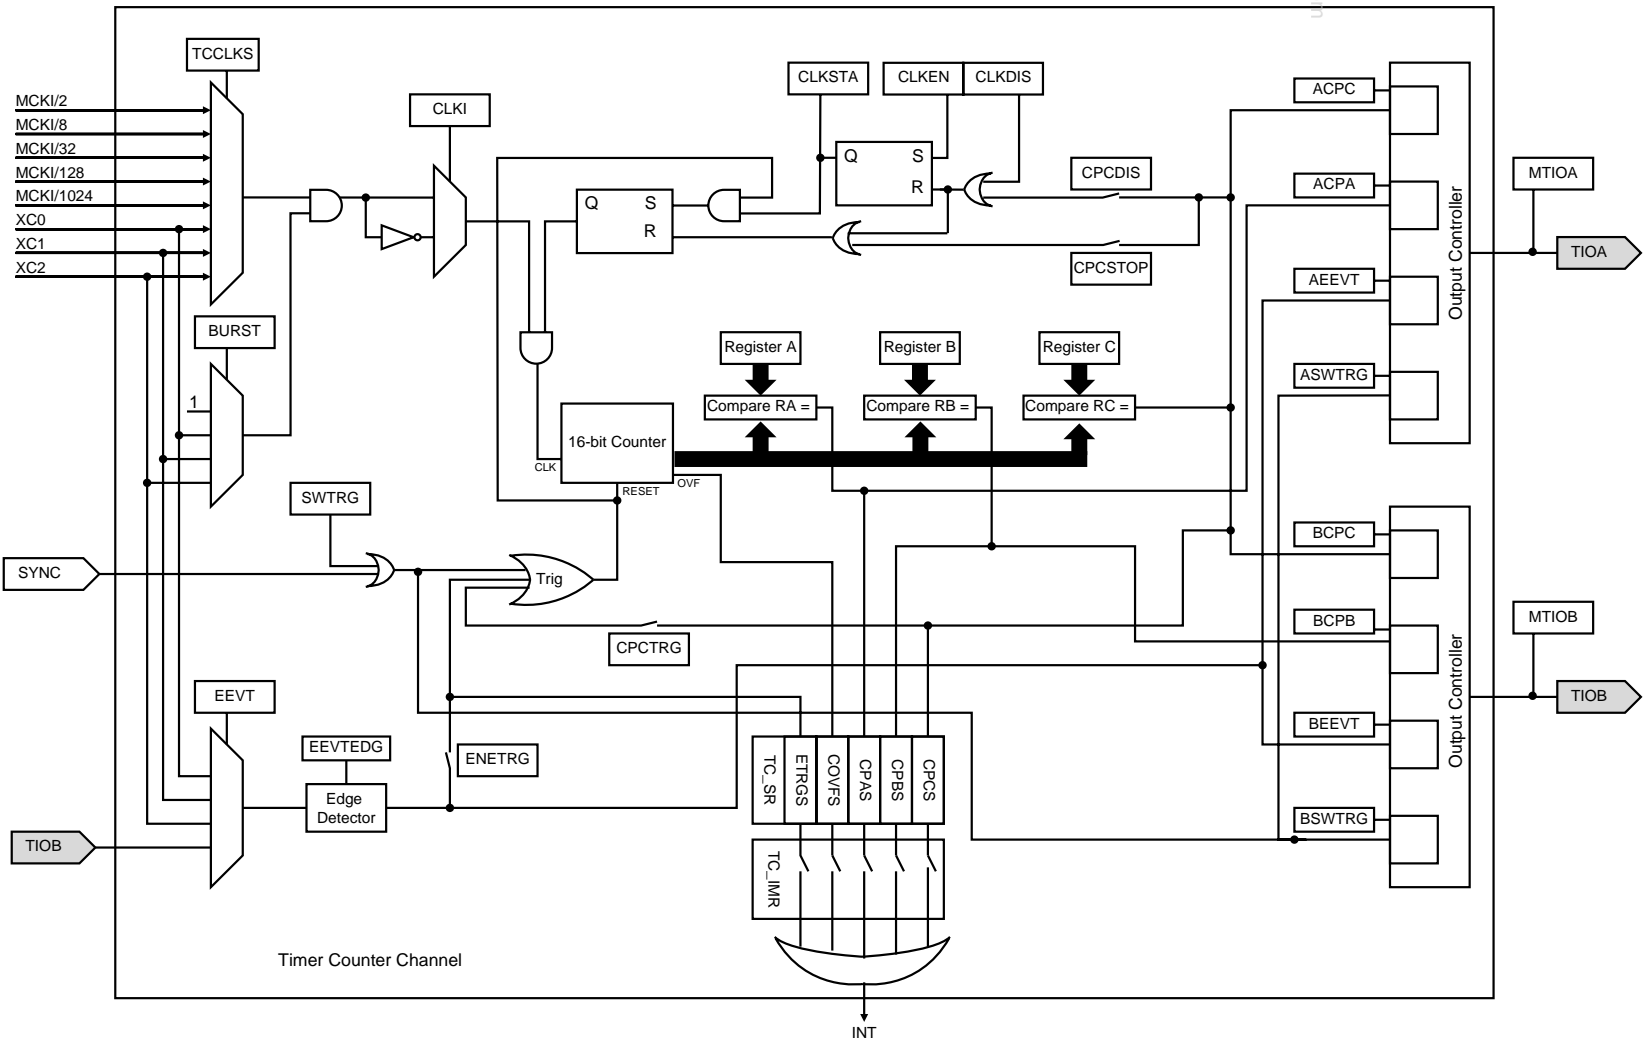 TCCLKS
MCKI/2
MCKI/8
MCKI/32
MCKI/128
MCKI/1024
XC0
XC1
XC2
CLKI
CLKSTA
CLKEN
CLKDIS
Q
S
R
Q
S
R
CPCDIS
CPCSTOP
ACPC
ACPA
AEEVT
ASWTRG
Output Controller
MTIOA
TIOA
BURST
1
Register A
Register B
Register C
Compare RA =
Compare RB =
Compare RC =
16-bit Counter
CLK
RESET
OVF
SWTRG
SYNC
Trig
CPCTRG
BCPC
BCPB
BEEVT
BSWTRG
Output Controller
MTIOB
TIOB
EEVT
EEVTEDG
Edge
Detector
ENETRG
TIOB
TC_SR
ETRGS
COVFS
CPAS
CPBS
CPCS
TC_IMR
Timer Counter Channel
INT